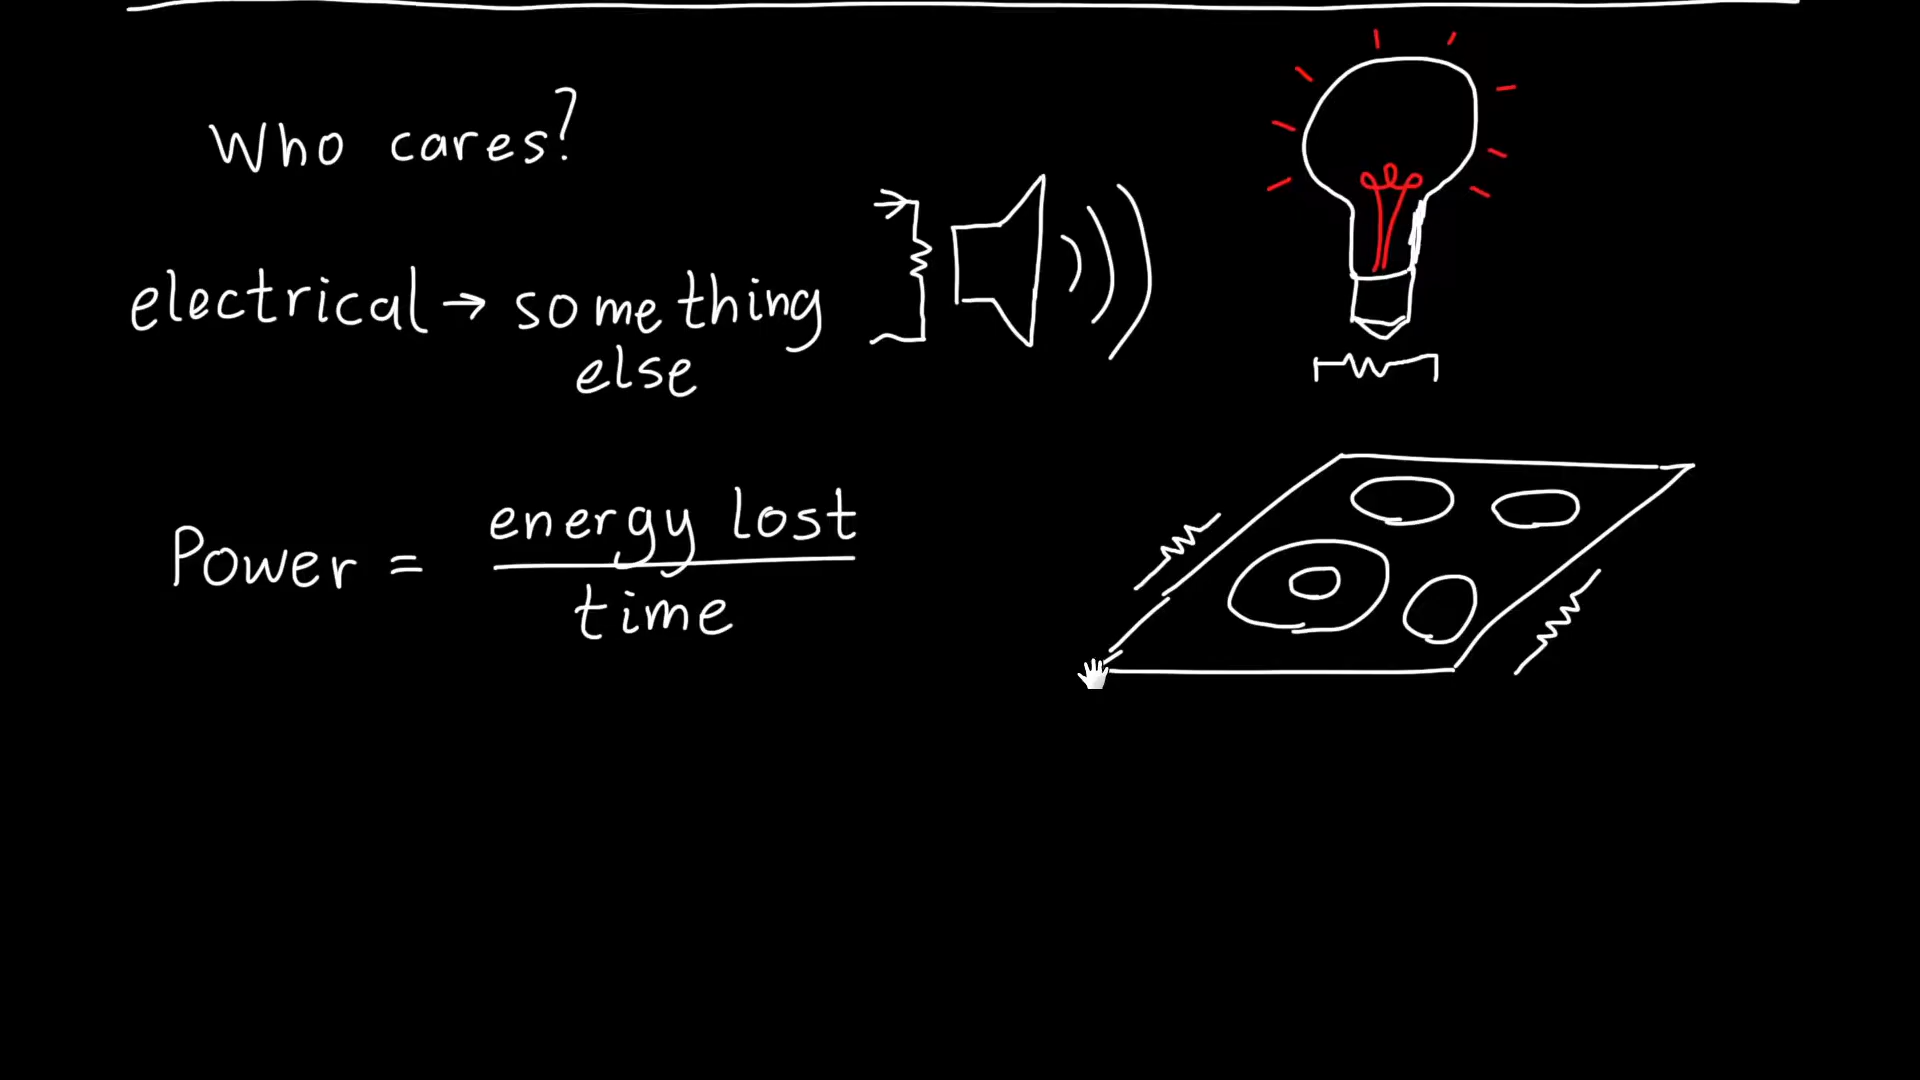 Who cares?
electrical → something
else
Power = energy lost
time